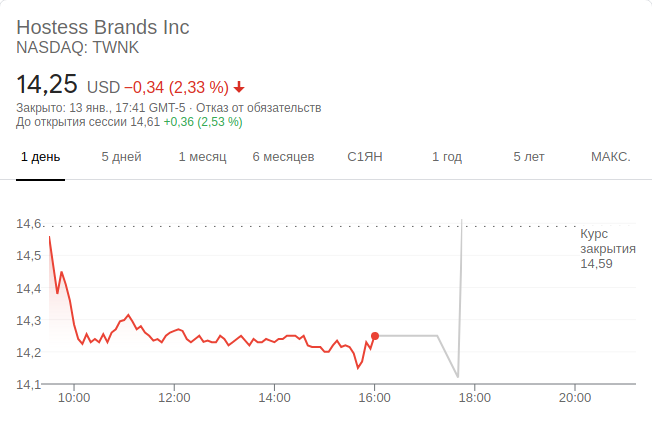 Hostess Brands Inc
NASDAQ: TWNK
14,25 USD −0,34 (2,33 %)
Закрыто: 13 янв., 17:41 GMT-5 · Отказ от обязательств
До открытия сессии 14,61 +0,36 (2,53 %)
1 день 5 дней 1 месяц 6 месяцев С1ЯН 1 год 5 лет МАКС.
14,6
Курс
закрытия
14,59
14,5
14,4
14,3
14,2
14,1
10:00 12:00 14:00 16:00 18:00 20:00